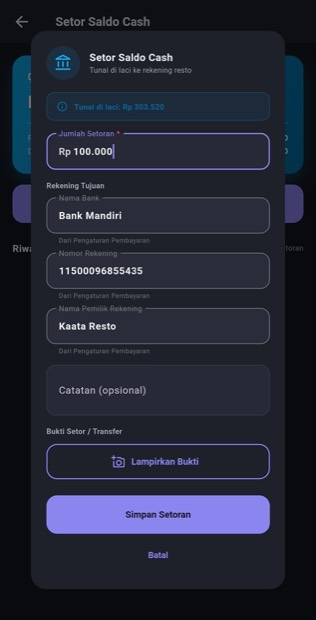 Setor Saldo Cash
Setor Saldo Cash
Tunai di laci ke rekening resto
Tunai di laci: Rp 303.520
Jumlah Setoran *
Rp 100.000
Rekening Tujuan
Nama Bank
Bank Mandiri
Dari Pengaturan Pembayaran
Nomor Rekening
11500096855435
Dari Pengaturan Pembayaran
Nama Pemilik Rekening
Kaata Resto
Dari Pengaturan Pembayaran
Catatan (opsional)
Bukti Setor / Transfer
Lampirkan Bukti
Simpan Setoran
Batal